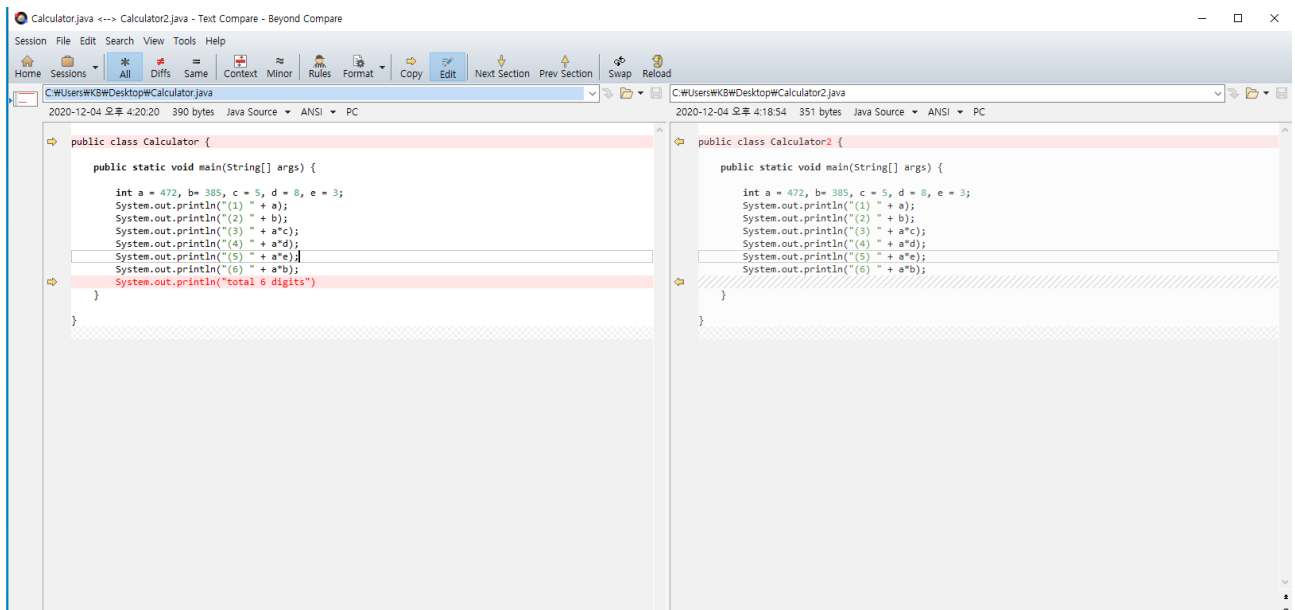 Calculator.java <--> Calculator2.java - Text Compare - Beyond Compare
Session File Edit Search View Tools Help
Home Sessions All Diffs Same Context Minor Rules Format Copy Edit Next Section Prev Section Swap Reload
C:₩Users₩KB₩Desktop₩Calculator.java
2020-12-04 오후 4:20:20 390 bytes Java Source ANSI PC
public class Calculator {
public static void main(String[] args) {
int a = 472, b= 385, c = 5, d = 8, e = 3;
System.out.println("(1) " + a);
System.out.println("(2) " + b);
System.out.println("(3) " + a*c);
System.out.println("(4) " + a*d);
System.out.println("(5) " + a*e);
System.out.println("(6) " + a*b);
System.out.println("total 6 digits")
}
}
C:₩Users₩KB₩Desktop₩Calculator2.java
2020-12-04 오후 4:18:54 351 bytes Java Source ANSI PC
public class Calculator2 {
public static void main(String[] args) {
int a = 472, b= 385, c = 5, d = 8, e = 3;
System.out.println("(1) " + a);
System.out.println("(2) " + b);
System.out.println("(3) " + a*c);
System.out.println("(4) " + a*d);
System.out.println("(5) " + a*e);
System.out.println("(6) " + a*b);
}
}